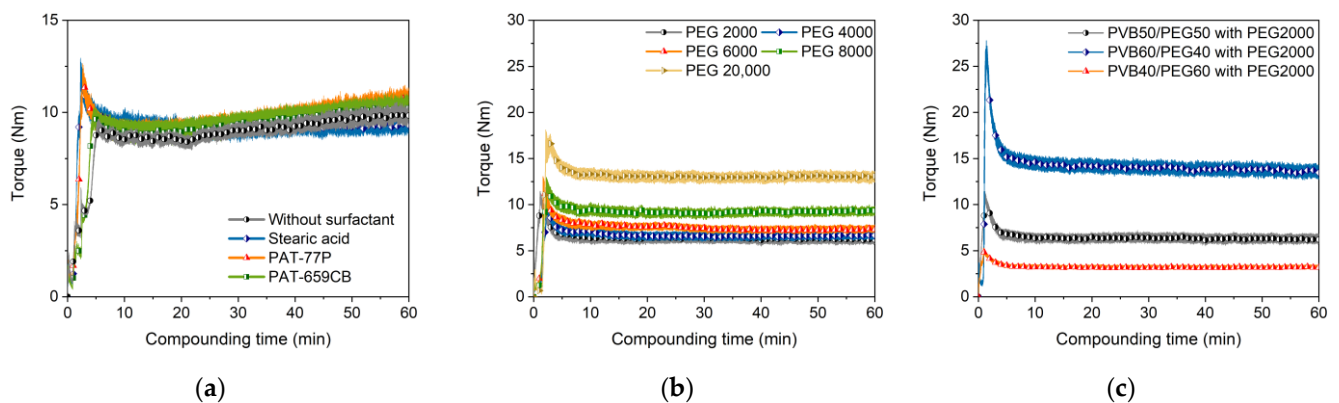 15
10
5
0
Torque (Nm)
Without surfactant
Stearic acid
PAT-77P
PAT-659CB
0 10 20 30 40 50 60
Compounding time (min)
(a)
30
25
20
15
10
5
0
Torque (Nm)
PEG 2000 PEG 4000
PEG 6000 PEG 8000
PEG 20,000
0 10 20 30 40 50 60
Compounding time (min)
(b)
30
25
20
15
10
5
0
Torque (Nm)
PVB50/PEG50 with PEG2000
PVB60/PEG40 with PEG2000
PVB40/PEG60 with PEG2000
0 10 20 30 40 50 60
Compounding time (min)
(c)